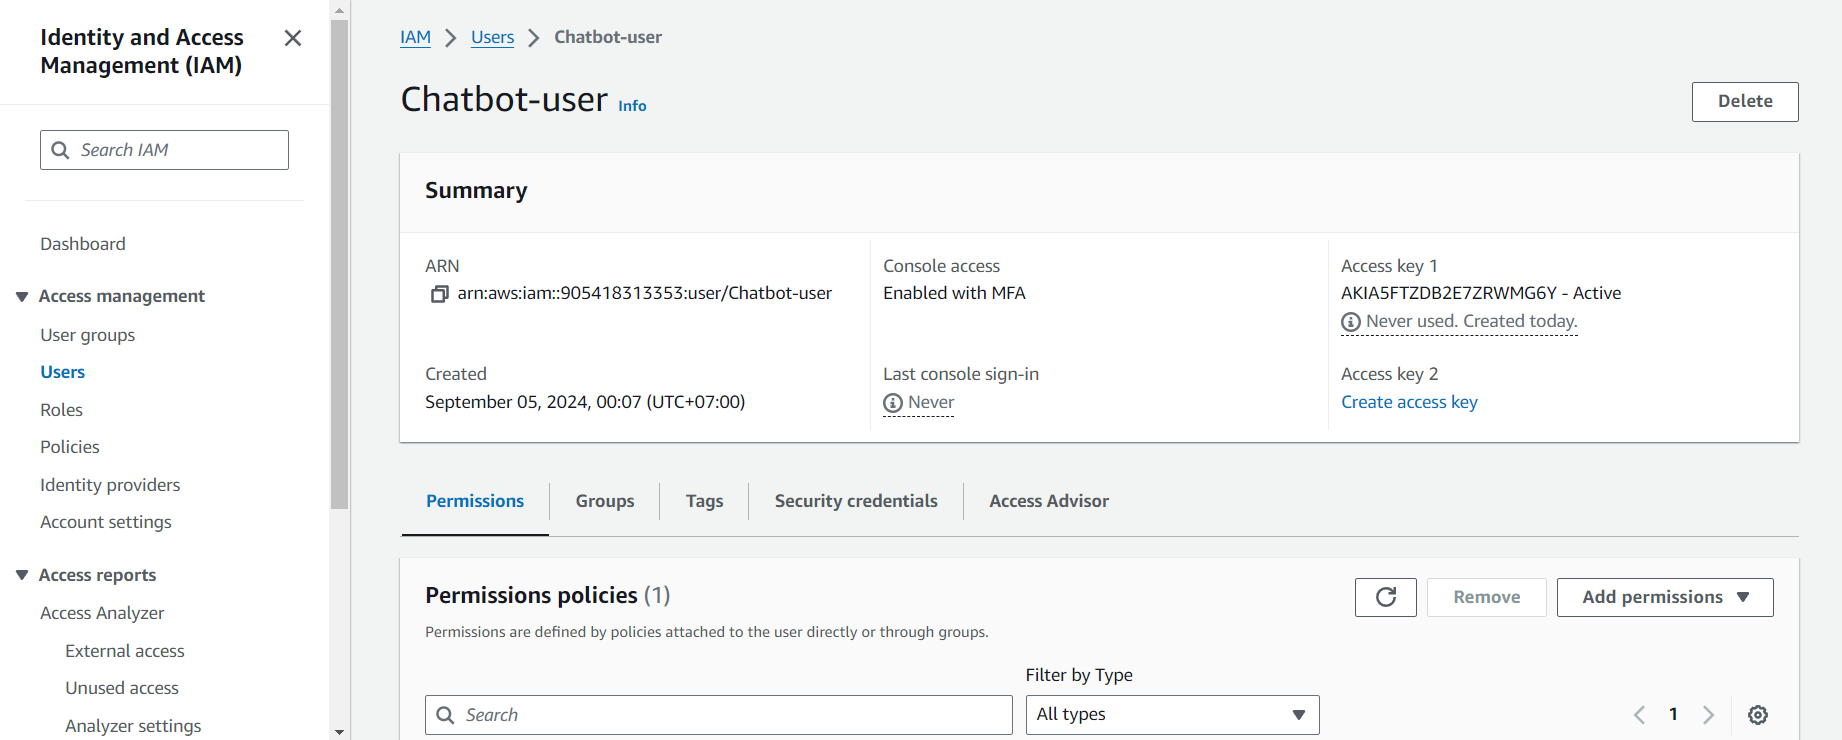 Identity and Access
Management (IAM)
Search IAM
Dashboard
Access management
User groups
Users
Roles
Policies
Identity providers
Account settings
Access reports
Access Analyzer
External access
Unused access
Analyzer settings
IAM > Users > Chatbot-user
Chatbot-user Info
Delete
Summary
ARN
arn:aws:iam::905418313353:user/Chatbot-user
Console access
Enabled with MFA
Access key 1
AKIA5FTZDB2E7ZRWMG6Y - Active
Never used. Created today.
Created
September 05, 2024, 00:07 (UTC+07:00)
Last console sign-in
Never
Access key 2
Create access key
Permissions
Groups
Tags
Security credentials
Access Advisor
Permissions policies (1)
Remove
Add permissions
Permissions are defined by policies attached to the user directly or through groups.
Filter by Type
Search
All types
1